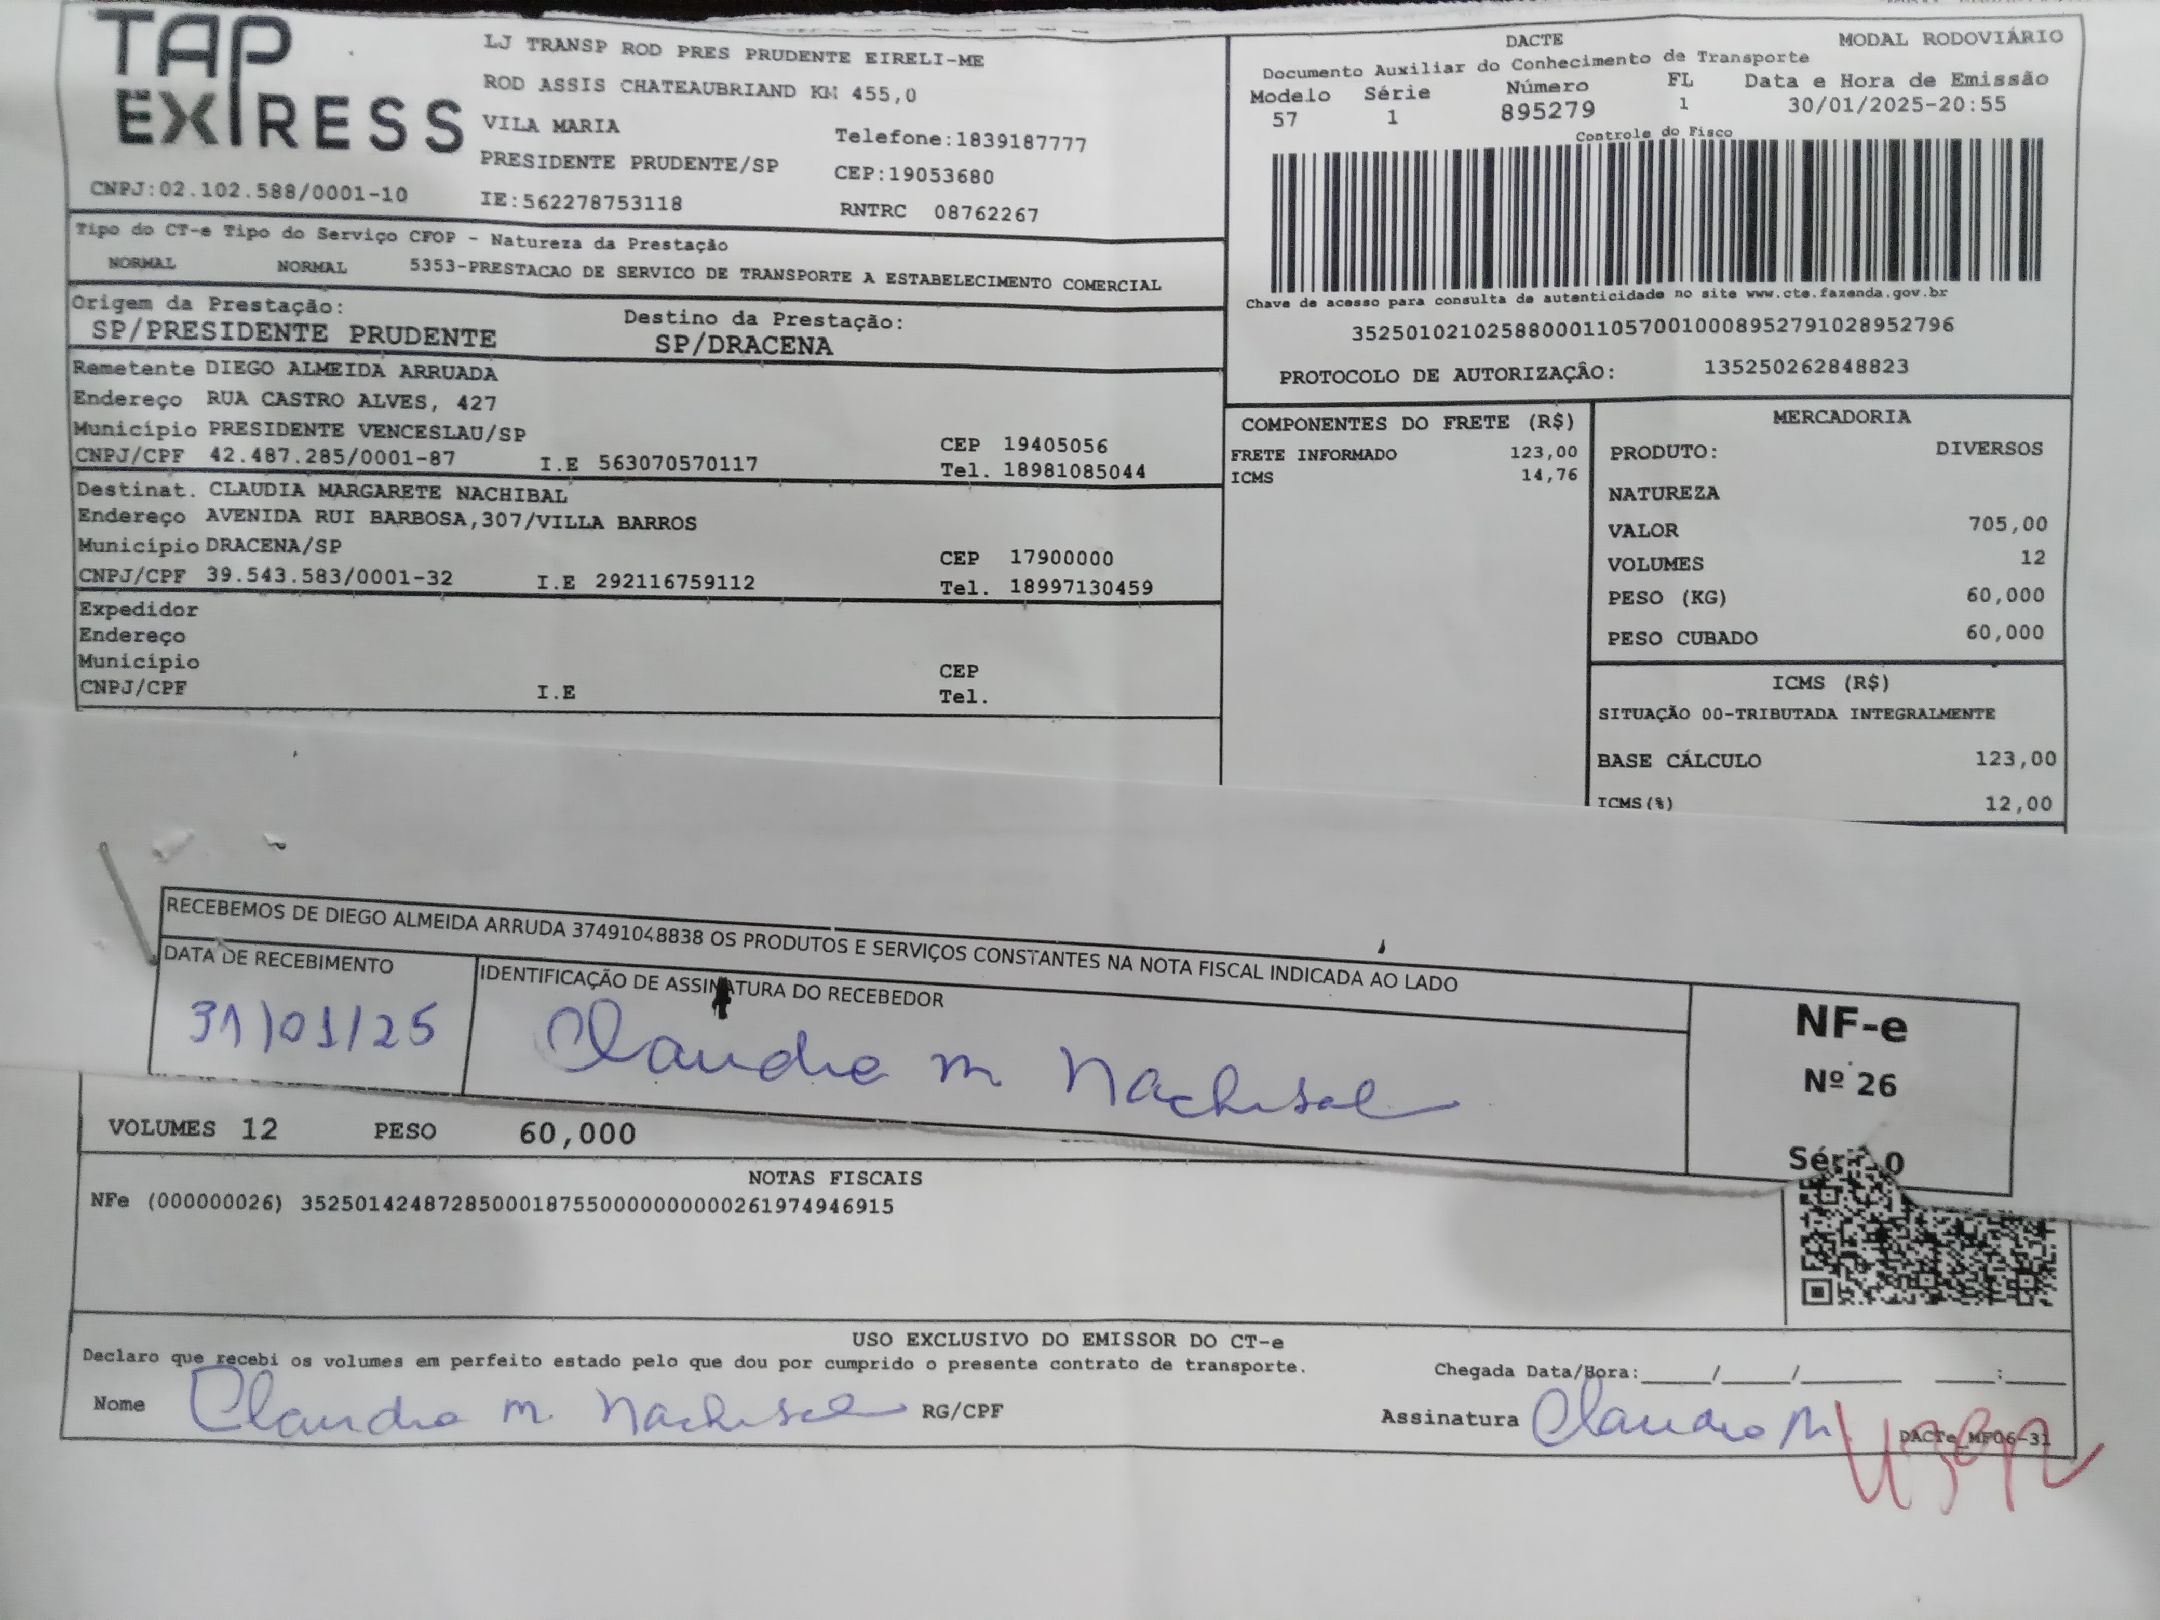 TAP
EXPRESS
LJ TRANSP ROD PRES PRUDENTE EIRELI-ME
ROD ASSIS CHATEAUBRIAND KM 455,0
VILA MARIA
Telefone:1839187777
PRESIDENTE PRUDENTE/SP
CEP:19053680
CNPJ:02.102.588/0001-10
IE:562278753118
RNTRC 08762267
DACTE
MODAL RODOVIÁRIO
Documento Auxiliar do Conhecimento de Transporte
Modelo Série Número FL Data e Hora de Emissão
57 1 895279 1 30/01/2025-20:55
Controle do Fisco
Chave de acesso para consulta de autenticidade no site www.cte.fazenda.gov.br
35250102102588000110570010008952791028952796
PROTOCOLO DE AUTORIZAÇÂO: 135250262848823
Tipo do CT-e Tipo do Serviço CFOP - Natureza da Prestação
NORMAL NORMAL 5353-PRESTACAO DE SERVICO DE TRANSPORTE A ESTABELECIMENTO COMERCIAL
Origem da Prestação:
SP/PRESIDENTE PRUDENTE
Destino da Prestação:
SP/DRACENA
Remetente DIEGO ALMEIDA ARRUADA
Endereço RUA CASTRO ALVES, 427
Município PRESIDENTE VENCESLAU/SP
CEP 19405056
CNPJ/CPF 42.487.285/0001-87 I.E 563070570117 Tel. 18981085044
Destinat. CLAUDIA MARGARETE NACHIBAL
Endereço AVENIDA RUI BARBOSA,307/VILLA BARROS
Município DRACENA/SP
CEP 17900000
CNPJ/CPF 39.543.583/0001-32 I.E 292116759112 Tel. 18997130459
Expedidor
Endereço
Município
CEP
CNPJ/CPF I.E Tel.
COMPONENTES DO FRETE (R$)
FRETE INFORMADO 123,00
ICMS 14,76
MERCADORIA
PRODUTO: DIVERSOS
NATUREZA
VALOR 705,00
VOLUMES 12
PESO (KG) 60,000
PESO CUBADO 60,000
ICMS (R$)
SITUAÇÃO 00-TRIBUTADA INTEGRALMENTE
BASE CÁLCULO 123,00
ICMS(%) 12,00
RECEBEMOS DE DIEGO ALMEIDA ARRUDA 37491048838 OS PRODUTOS E SERVIÇOS CONSTANTES NA NOTA FISCAL INDICADA AO LADO
DATA DE RECEBIMENTO
31/01/25
IDENTIFICAÇÃO DE ASSINATURA DO RECEBEDOR
Claudia M Nachibal
NF-e
Nº 26
Série 0
VOLUMES 12 PESO 60,000
NOTAS FISCAIS
NFe (000000026) 35250142487285000187550000000000261974946915
USO EXCLUSIVO DO EMISSOR DO CT-e
Declaro que recebi os volumes em perfeito estado pelo que dou por cumprido o presente contrato de transporte.
Chegada Data/Hora:_____/_____/_______ ____:____
Nome Claudia M Nachibal RG/CPF
Assinatura Claudia M
DACTe_MF06-31